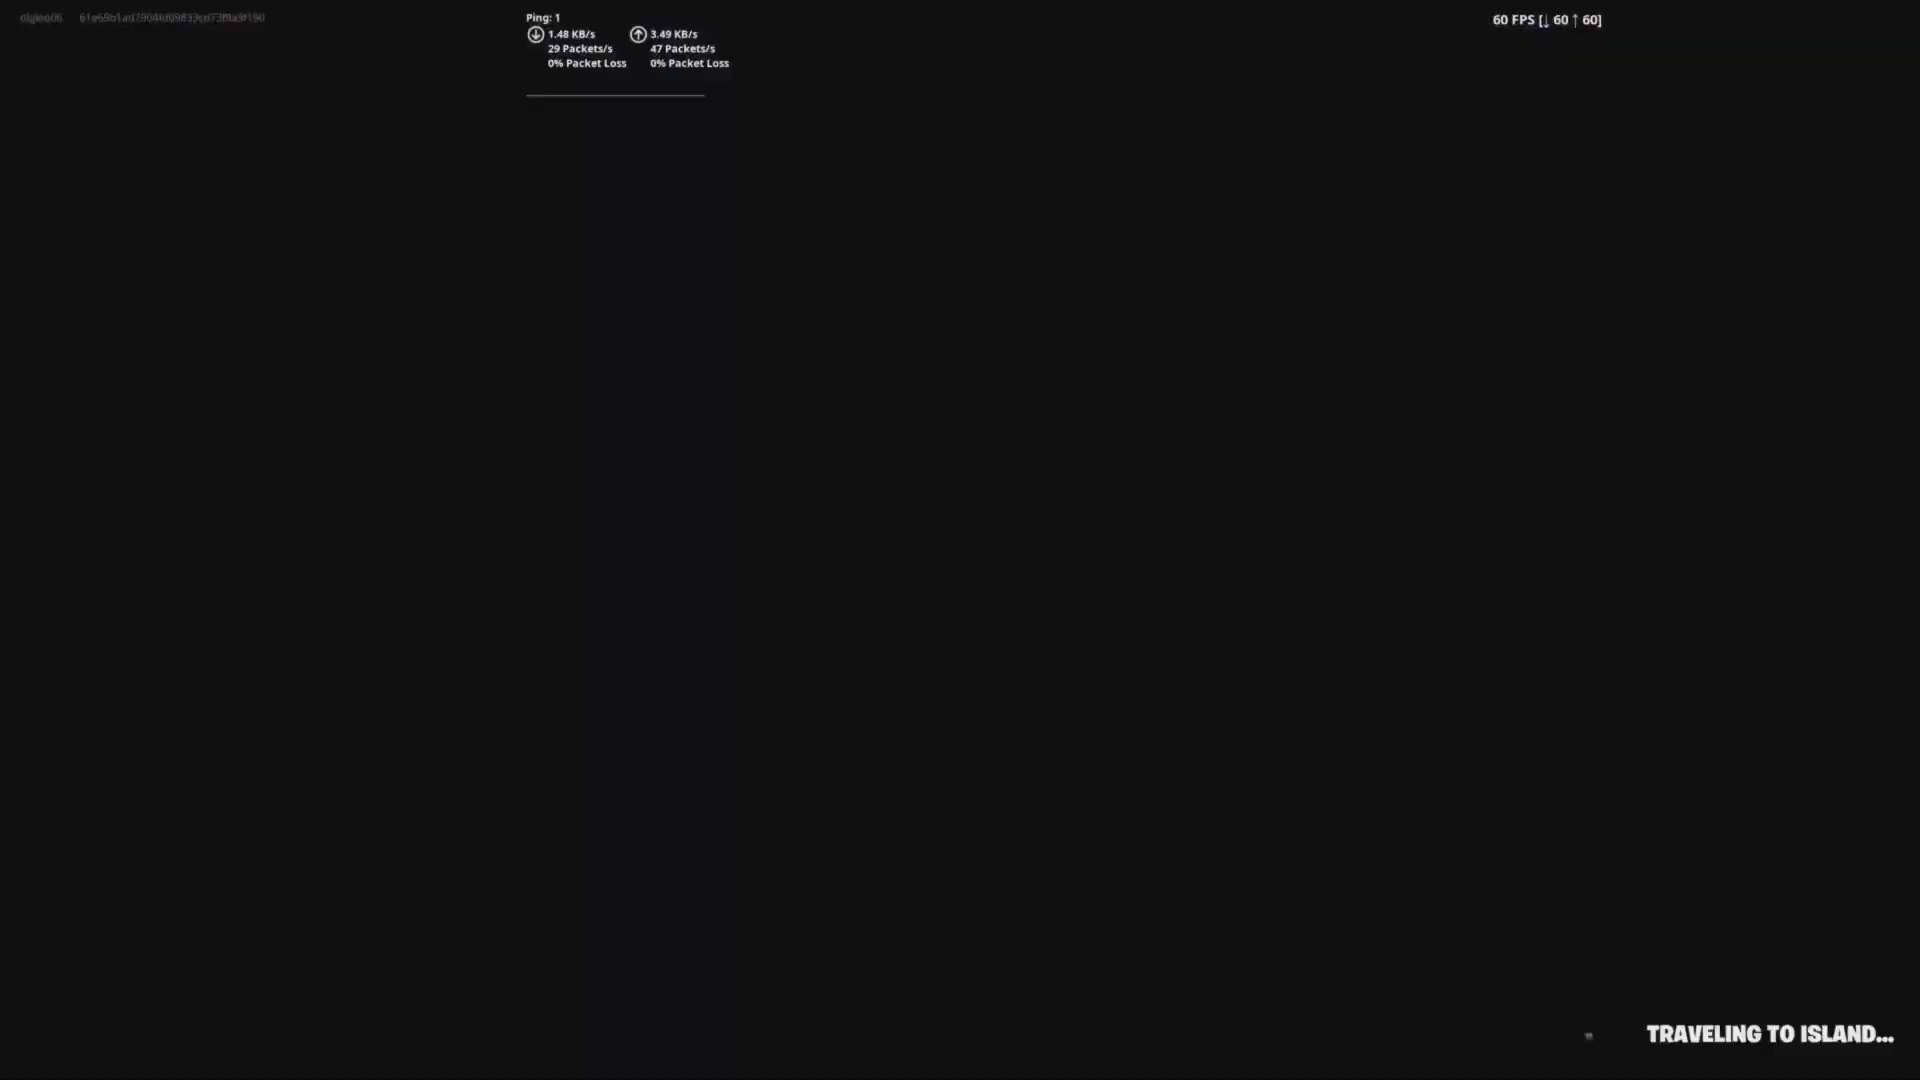 Ping: 1
1.48 KB/s 3.49 KB/s
29 Packets/s 47 Packets/s
0% Packet Loss 0% Packet Loss
60 FPS [↓ 60 ↑ 60]
TRAVELING TO ISLAND...